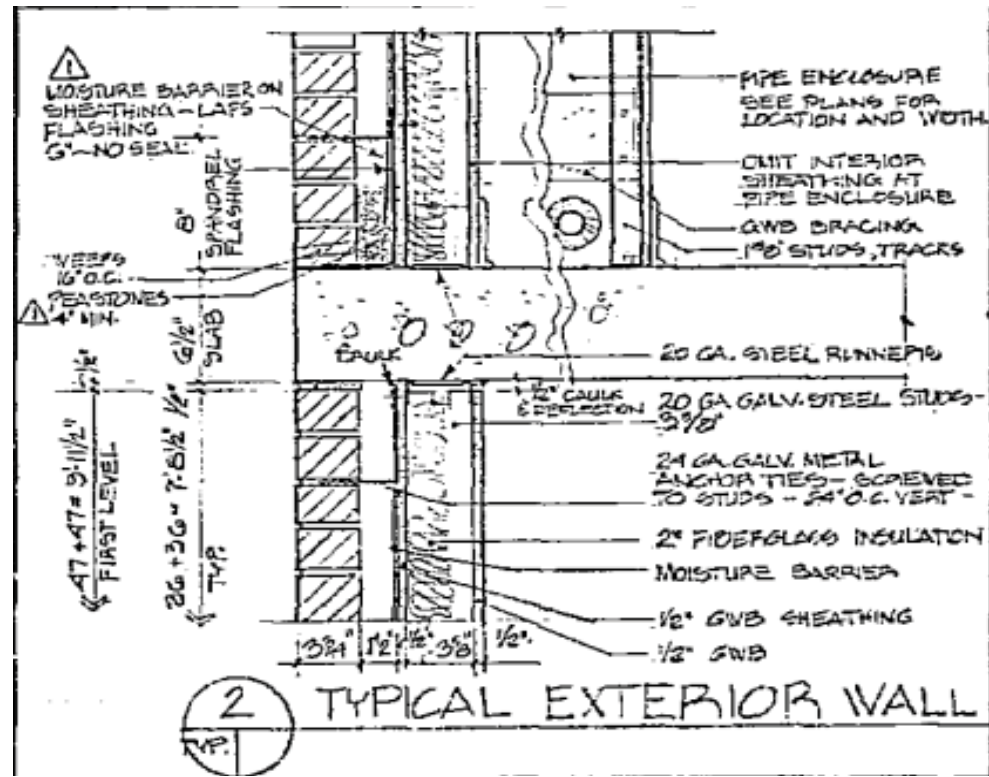 1
MOISTURE BARRIER ON
SHEATHING - LAPS
FLASHING
6" - NO SEAL
8"
SPANDREL
FLASHING
WEEPS
16" O.C.
PEASTONES
1
4" MIN.
6 1/2"
SLAB
CAULK
1/2"
47 + 47 = 9'-11 1/2"
FIRST LEVEL
36 = 7'-8 1/2"
TYP.
PIPE ENCLOSURE
SEE PLANS FOR
LOCATION AND WIDTH
OMIT INTERIOR
SHEATHING AT
PIPE ENCLOSURE
GWB BRACING
1 5/8" STUDS, TRACKS
20 GA. STEEL RUNNERS
1/2" CAULK
& DEFLECTION
20 GA GALV. STEEL STUDS -
3 5/8"
24 GA. GALV. METAL
ANCHOR TIES - SCREWED
TO STUDS - 24" O.C. VERT -
2" FIBERGLASS INSULATION
MOISTURE BARRIER
1/2" GWB SHEATHING
1/2" GWB
3 3/4" 1/2" 3 5/8" 1/2"
2 TYPICAL EXTERIOR WALL
TYP.